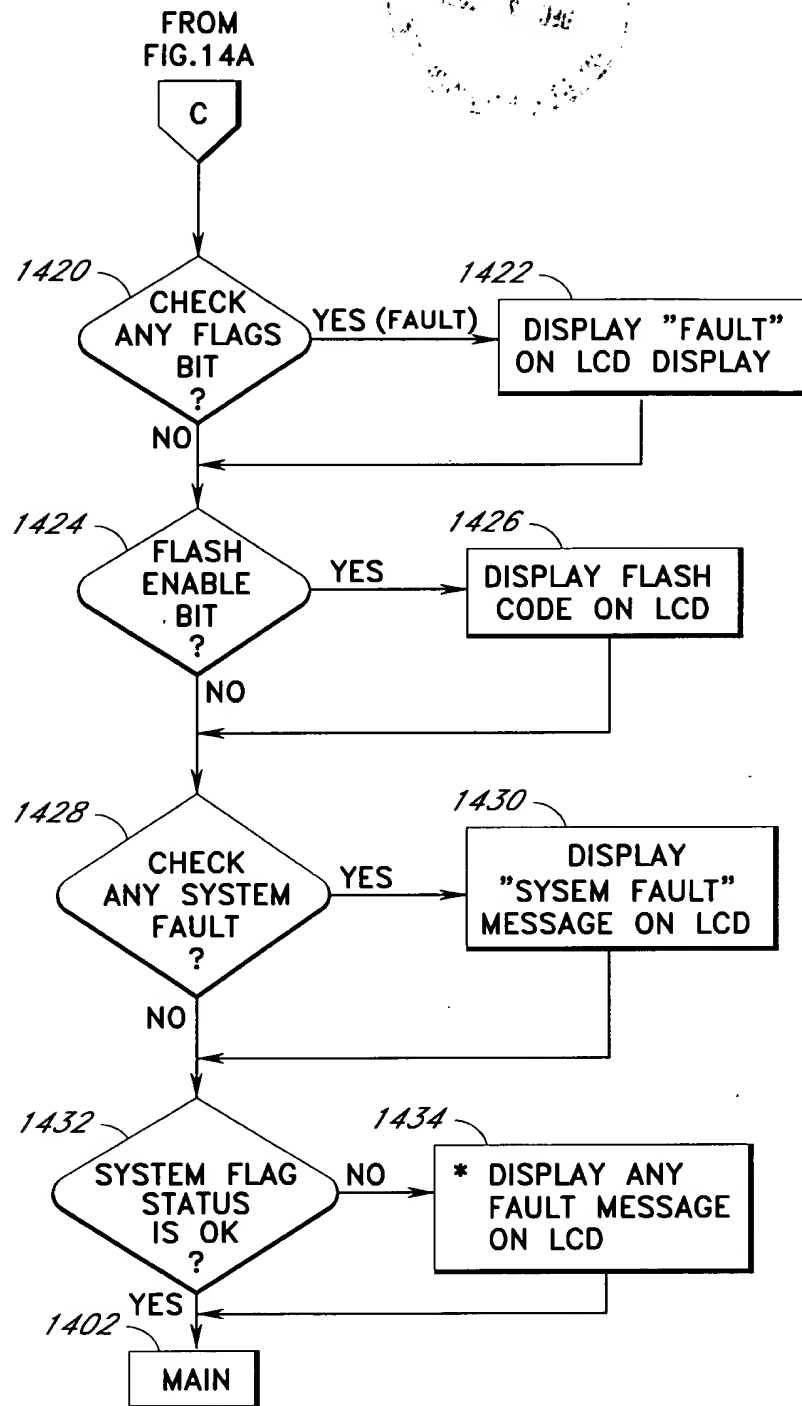 FROM
FIG.14A
C
1420
CHECK
ANY FLAGS
BIT
?
YES (FAULT)
1422
DISPLAY "FAULT"
ON LCD DISPLAY
NO
1424
FLASH
ENABLE
BIT
?
YES
1426
DISPLAY FLASH
CODE ON LCD
NO
1428
CHECK
ANY SYSTEM
FAULT
?
YES
1430
DISPLAY
"SYSEM FAULT"
MESSAGE ON LCD
NO
1432
SYSTEM FLAG
STATUS
IS OK
?
NO
1434
* DISPLAY ANY
FAULT MESSAGE
ON LCD
YES
1402
MAIN